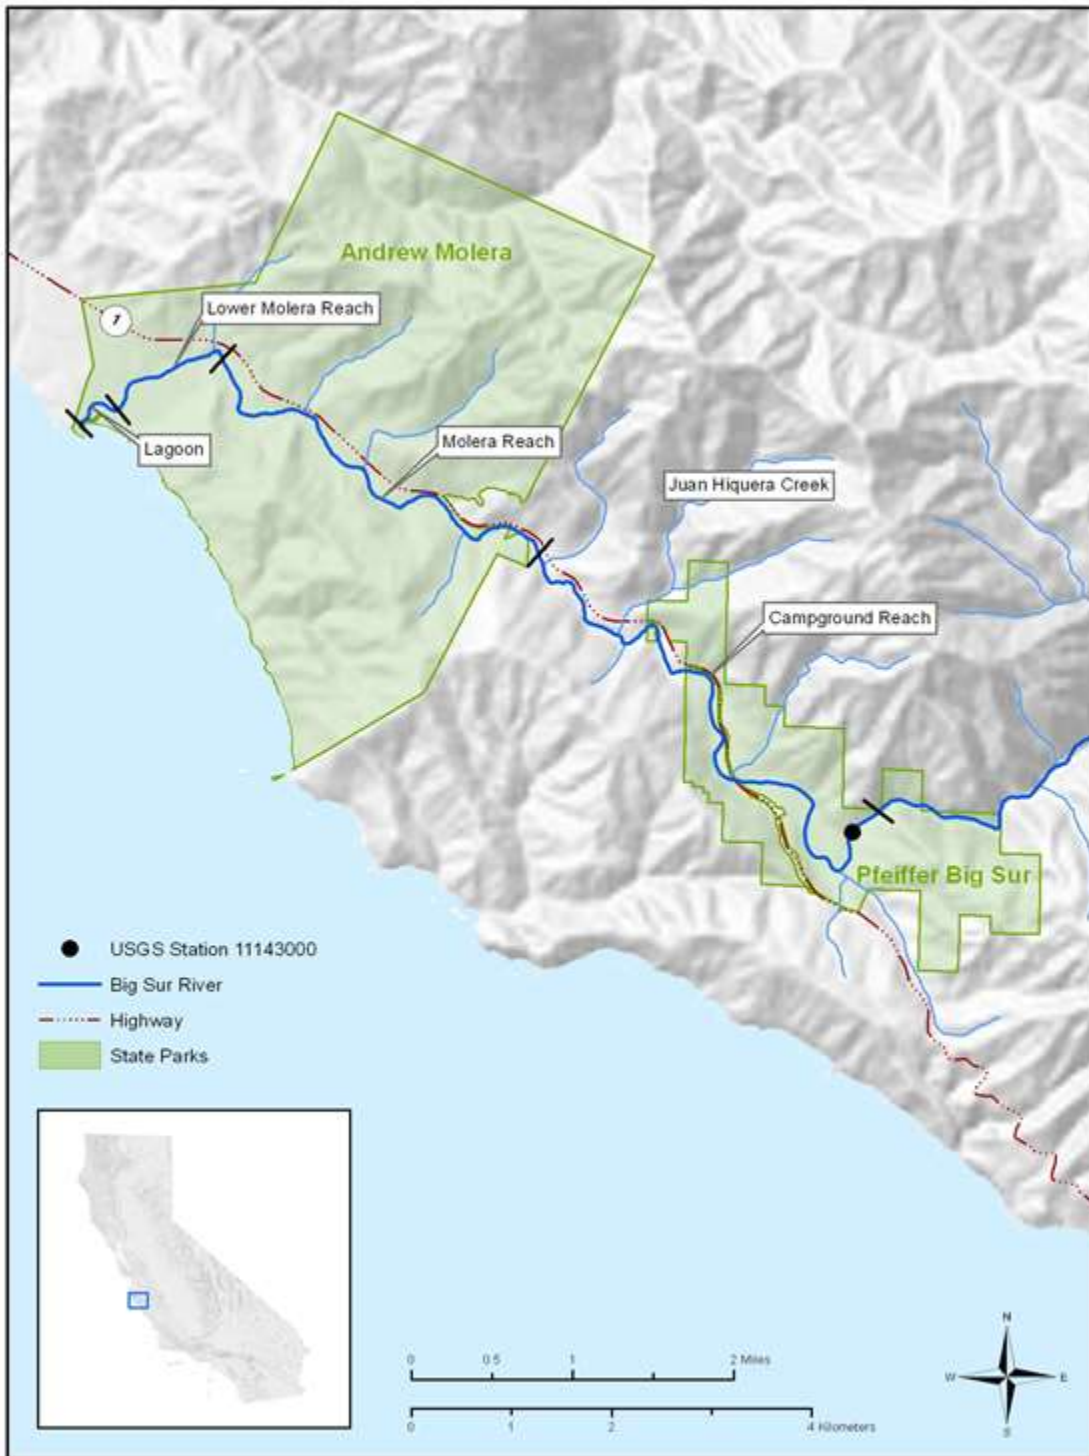 Andrew Molera
Lower Molera Reach
1
Molera Reach
Lagoon
Juan Hiquera Creek
Campground Reach
Pfeiffer Big Sur
USGS Station 11143000
Big Sur River
Highway
State Parks
0 0.5 1 2 Miles
0 1 2 4 Kilometers
N
W E
S